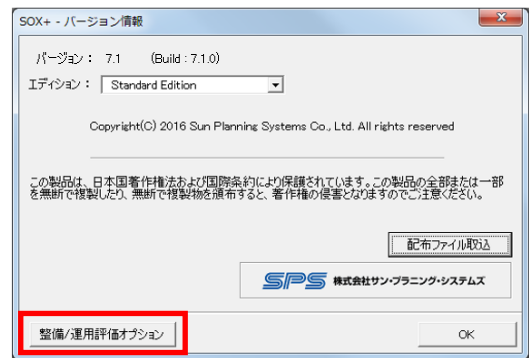 SOX+ - バージョン情報
バージョン： 7.1 (Build : 7.1.0)
エディション： Standard Edition
Copyright(C) 2016 Sun Planning Systems Co., Ltd. All rights reserved
この製品は、日本国著作権法および国際条約により保護されています。この製品の全部または一部
を無断で複製したり、無断で複製物を頒布すると、著作権の侵害となりますのでご注意ください。
配布ファイル取込
SPS 株式会社サン・プラニング・システムズ
整備/運用評価オプション
OK